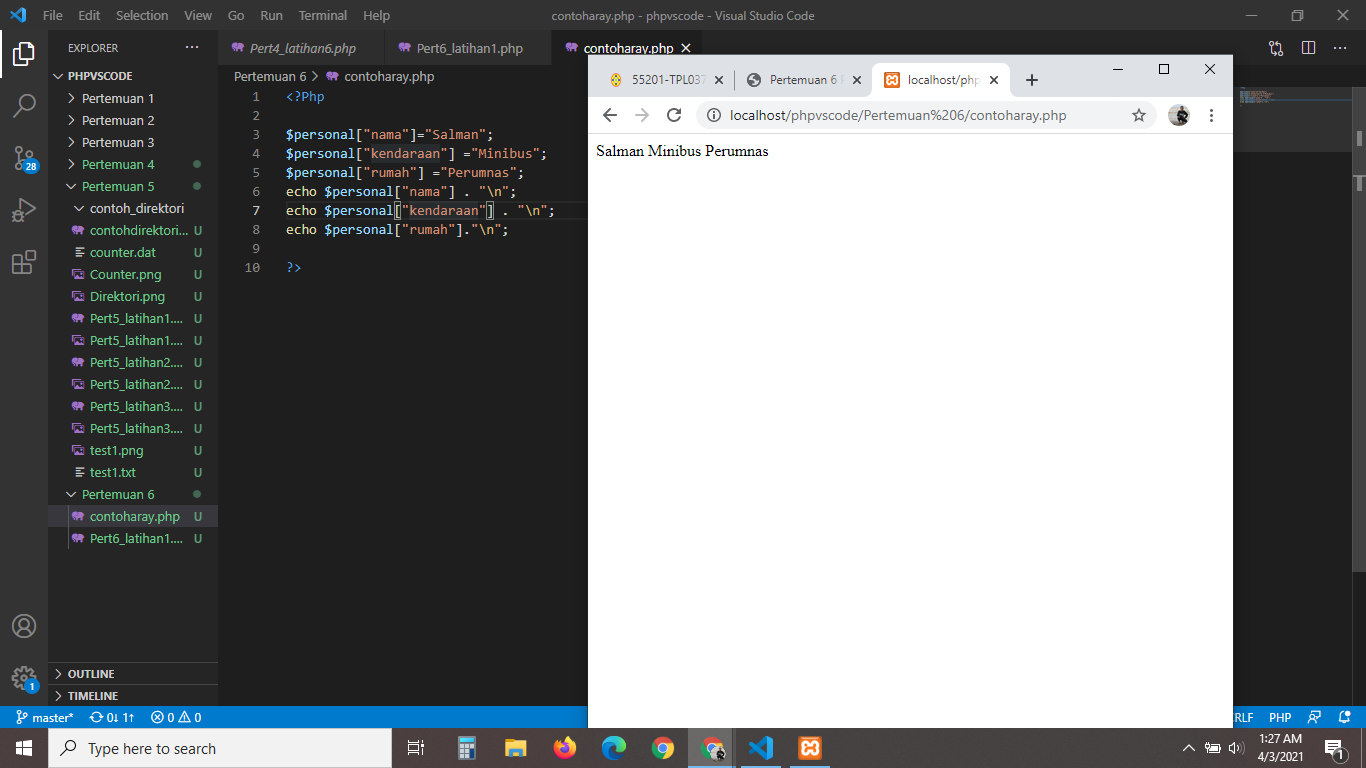 File Edit Selection View Go Run Terminal Help contoharay.php - phpvscode - Visual Studio Code
EXPLORER
PHPVSCODE
Pertemuan 1
Pertemuan 2
Pertemuan 3
Pertemuan 4
Pertemuan 5
contoh_direktori
contohdirektori... U
counter.dat U
Counter.png U
Direktori.png U
Pert5_latihan1.... U
Pert5_latihan1.... U
Pert5_latihan2.... U
Pert5_latihan2.... U
Pert5_latihan3.... U
Pert5_latihan3.... U
test1.png U
test1.txt U
Pertemuan 6
contoharay.php U
Pert6_latihan1.... U
OUTLINE
TIMELINE
28
1
Pert4_latihan6.php Pert6_latihan1.php contoharay.php
Pertemuan 6 > contoharay.php
1 <?Php
2
3 $personal["nama"]="Salman";
4 $personal["kendaraan"] ="Minibus";
5 $personal["rumah"] ="Perumnas";
6 echo $personal["nama"] . "\n";
7 echo $personal["kendaraan"] . "\n";
8 echo $personal["rumah"]."\n";
9
10 ?>
55201-TPL037 Pertemuan 6 localhost/php
localhost/phpvscode/Pertemuan%206/contoharay.php
Salman Minibus Perumnas
master* 0↓ 1↑ 0 0 CRLF PHP
Type here to search
1:27 AM
4/3/2021
1